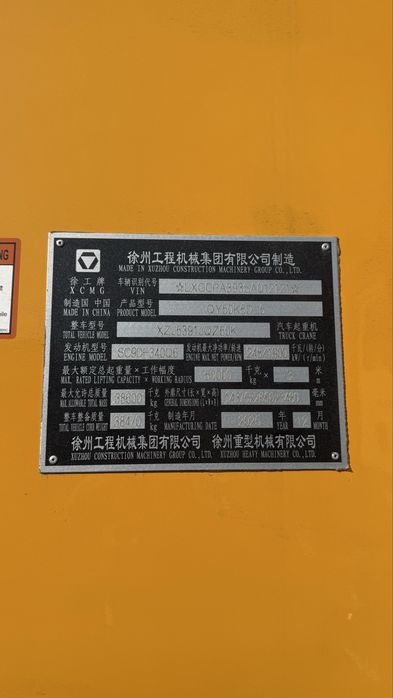 NG
徐州工程机械集团有限公司制造
MADE IN XUZHOU CONSTRUCTION MACHINERY GROUP CO., LTD.
徐工牌 车辆识别代号
XCMG VIN
制造国 中国 产品型号
MADE IN CHINA PRODUCT MODEL
整车型号 汽车起重机
TOTAL VEHICLE MODEL TRUCK CRANE
发动机型号 发动机最大净功率/转速 千瓦/(转/分)
ENGINE MODEL SC9DF340Q6 ENGINE MAX. NET POWER/RPM kW/(r/min)
最大额定总起重量×工作幅度 千克 × 米
MAX. RATED LIFTING CAPACITY × WORKING RADIUS kg m
最大允许总质量 38600 千克 外廓尺寸(长×宽×高) 毫米
MAX. ALLOWABLE TOTAL MASS kg GENERAL DIMENSIONS (L×B×H) mm
整车整备质量 38470 千克 制造年月 年 12 月
TOTAL VEHICLE CURB WEIGHT kg MANUFACTURING DATE YEAR MONTH
徐州工程机械集团有限公司 徐州重型机械有限公司
XUZHOU CONSTRUCTION MACHINERY GROUP CO., LTD. XUZHOU HEAVY MACHINERY CO., LTD.